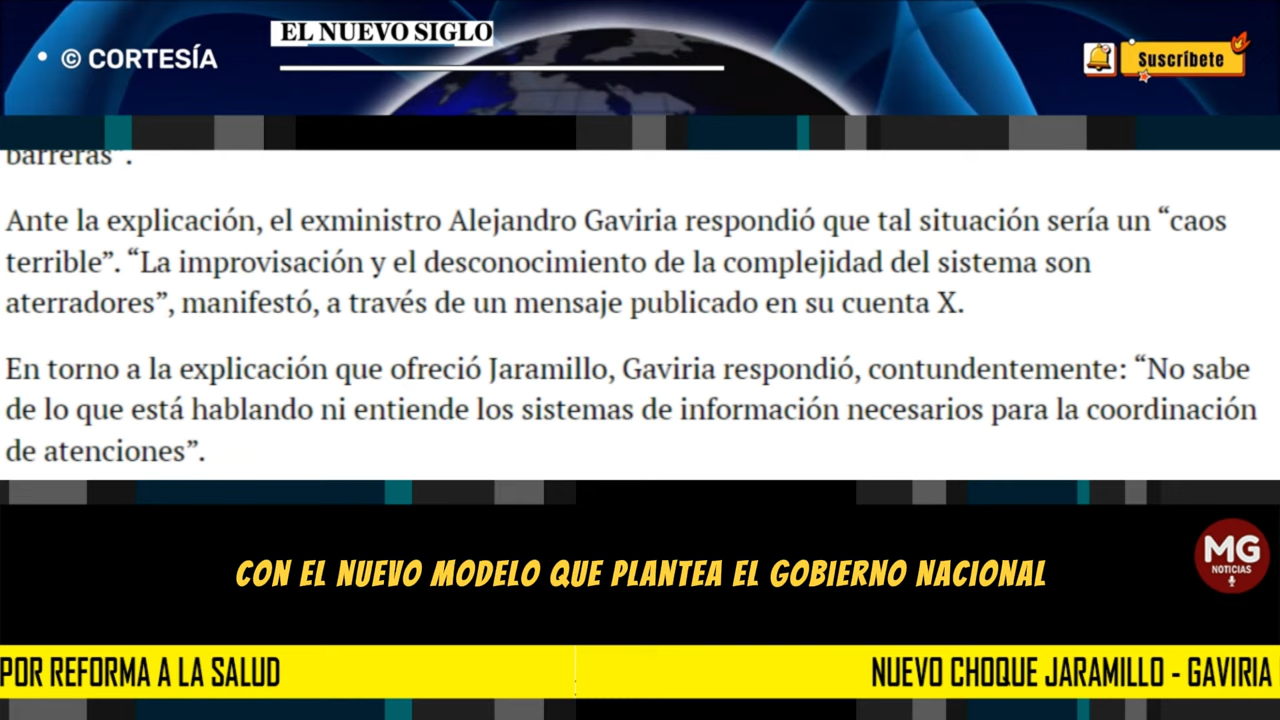 EL NUEVO SIGLO
• © CORTESÍA
Suscríbete
barreras”.
Ante la explicación, el exministro Alejandro Gaviria respondió que tal situación sería un “caos
terrible”. “La improvisación y el desconocimiento de la complejidad del sistema son
aterradores”, manifestó, a través de un mensaje publicado en su cuenta X.
En torno a la explicación que ofreció Jaramillo, Gaviria respondió, contundentemente: “No sabe
de lo que está hablando ni entiende los sistemas de información necesarios para la coordinación
de atenciones”.
MG
NOTICIAS
CON EL NUEVO MODELO QUE PLANTEA EL GOBIERNO NACIONAL
POR REFORMA A LA SALUD
NUEVO CHOQUE JARAMILLO - GAVIRIA